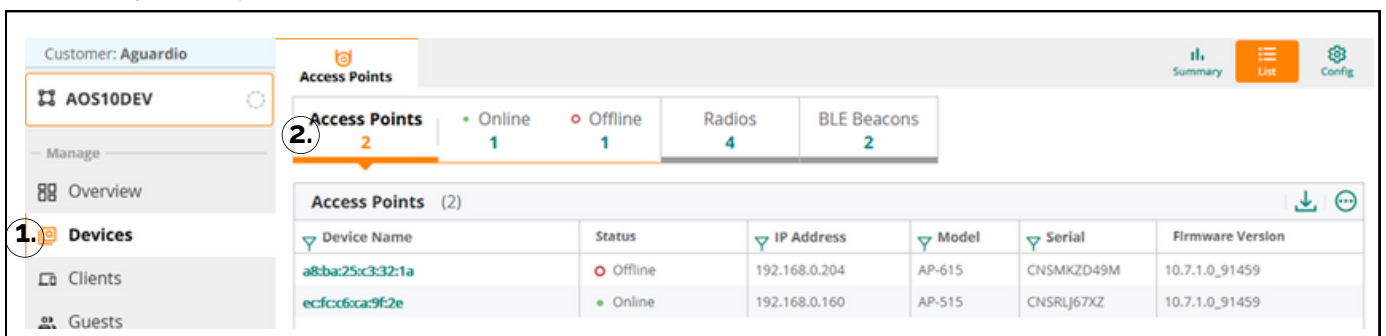 Customer: Aguardio
AOS10DEV
Manage
Overview
1. Devices
Clients
Guests
Access Points
Summary
List
Config
2. Access Points Online Offline Radios BLE Beacons
2 1 1 4 2
Access Points (2)
Device Name Status IP Address Model Serial Firmware Version
a8:ba:25:c3:32:1a Offline 192.168.0.204 AP-615 CNSMKZD49M 10.7.1.0_91459
ec:fc:c6:ca:9f:2e Online 192.168.0.160 AP-515 CNSRLJ67XZ 10.7.1.0_91459